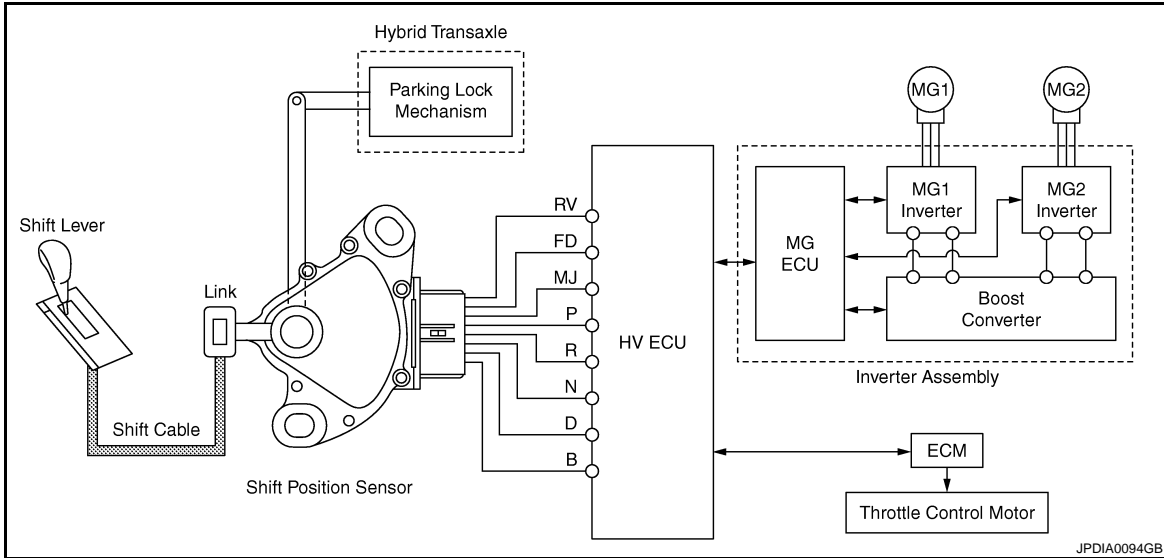 Hybrid Transaxle
Parking Lock
Mechanism
MG1
MG2
Shift Lever
Link
Shift Cable
Shift Position Sensor
RV
FD
MJ
P
R
N
D
B
HV ECU
MG
ECU
MG1
Inverter
MG2
Inverter
Boost
Converter
Inverter Assembly
ECM
Throttle Control Motor
JPDIA0094GB